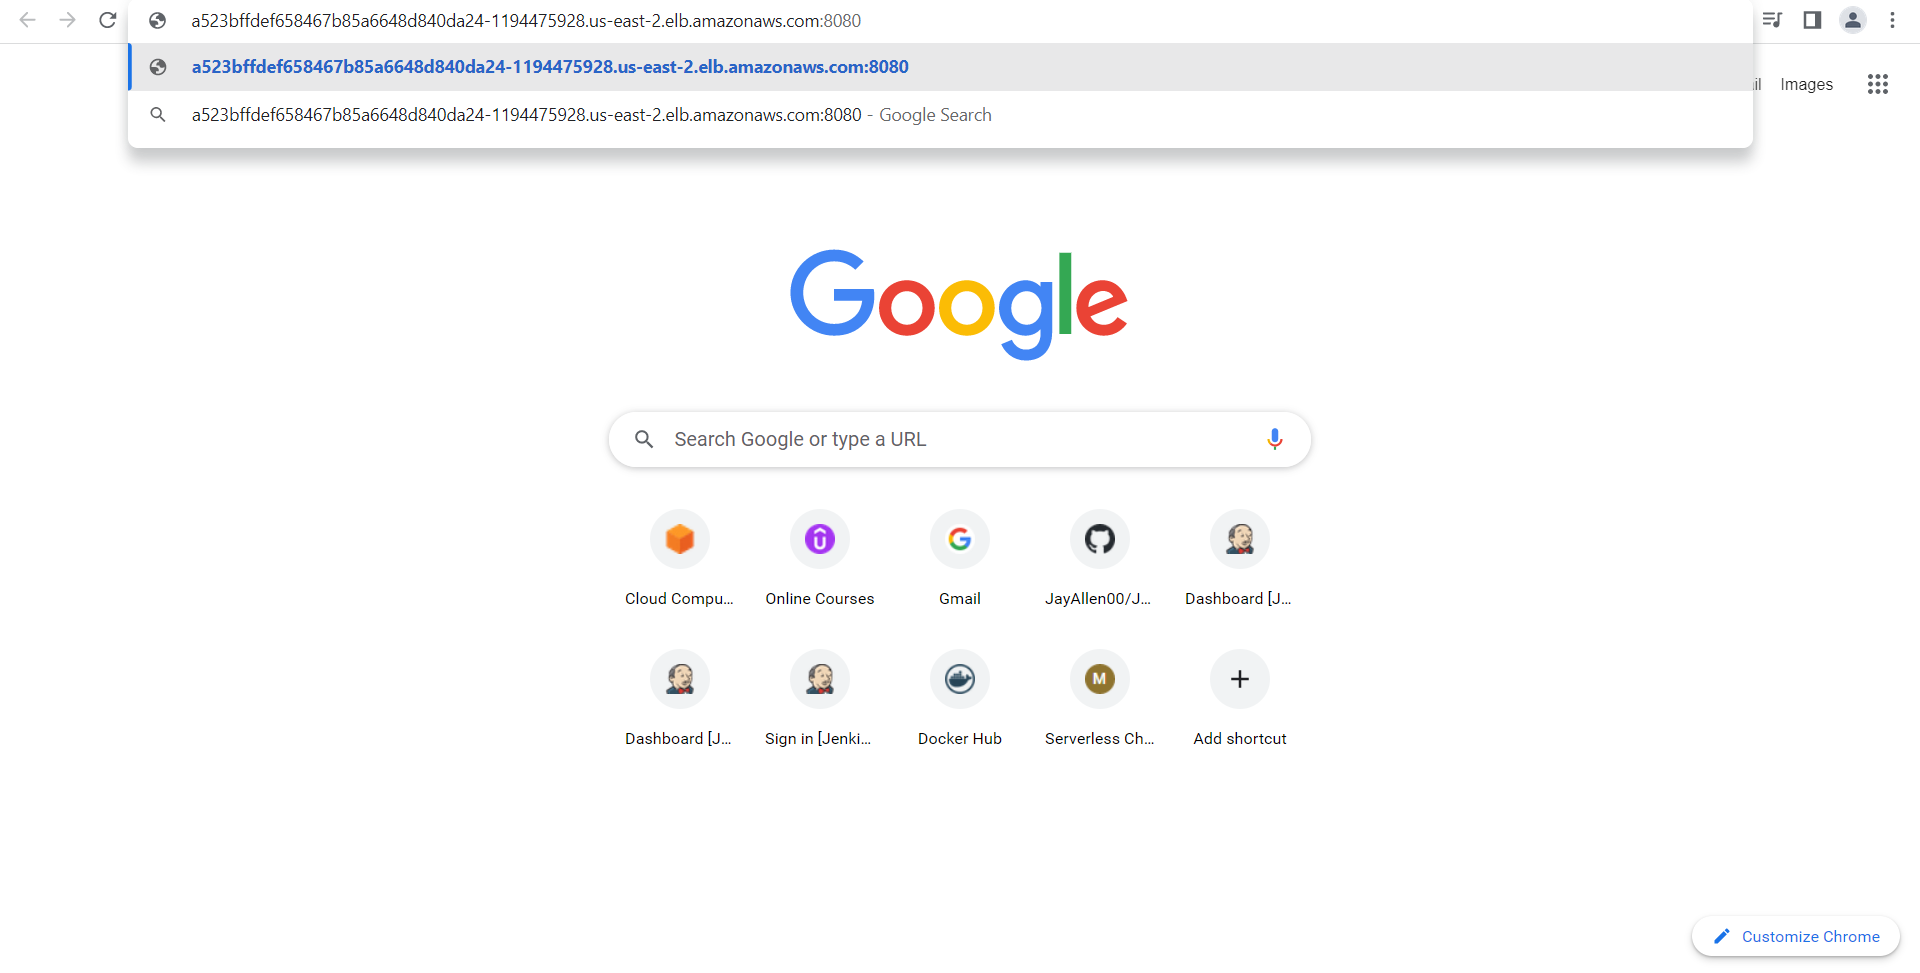 a523bffdef658467b85a6648d840da24-1194475928.us-east-2.elb.amazonaws.com:8080
a523bffdef658467b85a6648d840da24-1194475928.us-east-2.elb.amazonaws.com:8080
a523bffdef658467b85a6648d840da24-1194475928.us-east-2.elb.amazonaws.com:8080 - Google Search
il Images
Google
Search Google or type a URL
Cloud Compu... Online Courses Gmail JayAllen00/J... Dashboard [J...
M
Dashboard [J... Sign in [Jenki... Docker Hub Serverless Ch... Add shortcut
Customize Chrome